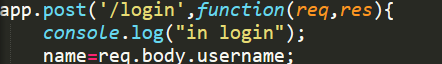 app.post('/login',function(req,res){
    console.log("in login");
    name=req.body.username;